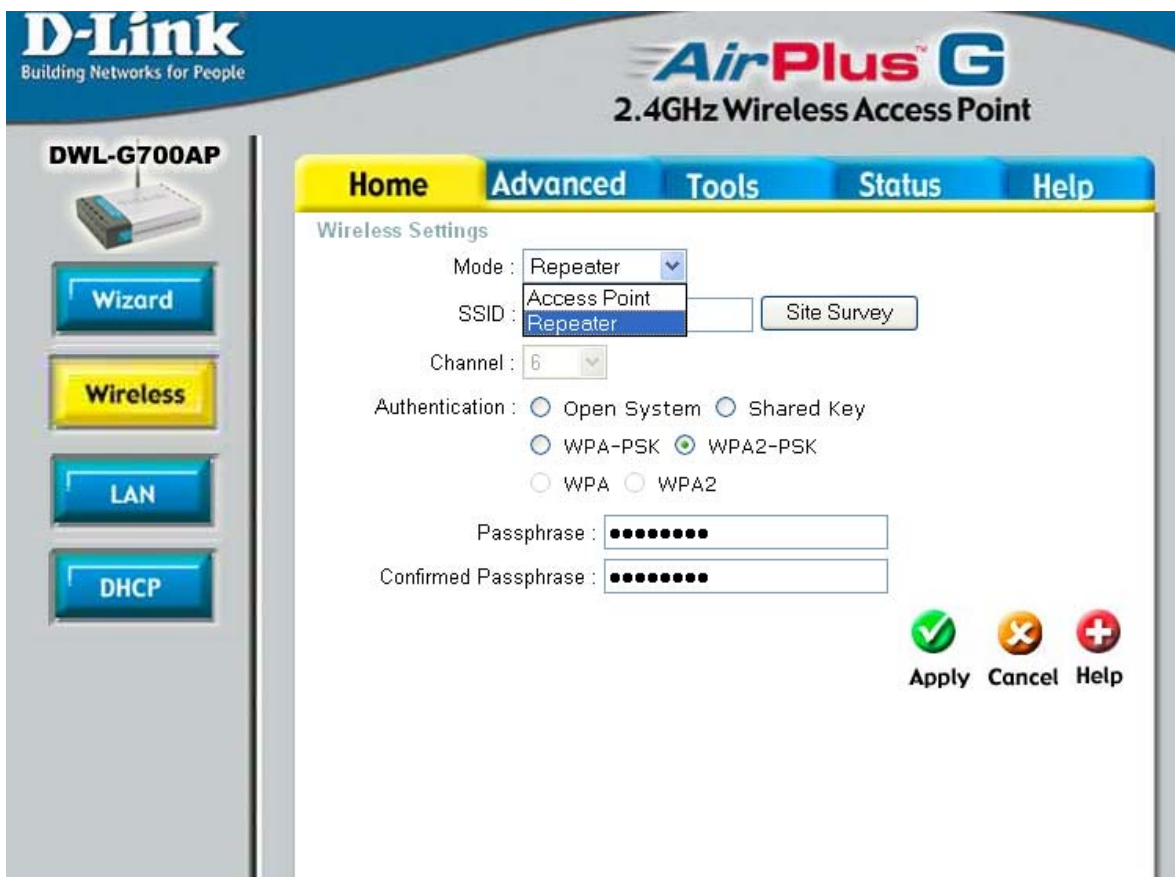 D-Link
Building Networks for People
AirPlus™ G
2.4GHz Wireless Access Point
DWL-G700AP
Home Advanced Tools Status Help
Wizard
Wireless
LAN
DHCP
Wireless Settings
Mode : Repeater
Access Point
Repeater
SSID : Site Survey
Channel : 6
Authentication : Open System Shared Key
WPA-PSK WPA2-PSK
WPA WPA2
Passphrase : ●●●●●●●●
Confirmed Passphrase : ●●●●●●●●
Apply Cancel Help